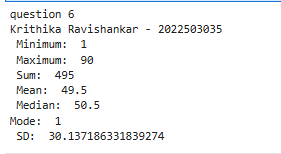 question 6
Krithika Ravishankar - 2022503035
Minimum: 1
Maximum: 90
Sum: 495
Mean: 49.5
Median: 50.5
Mode: 1
SD: 30.137186331839274